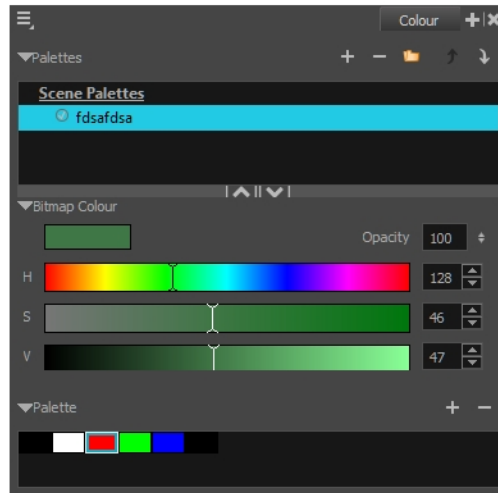 Colour
Palettes
Scene Palettes
fdsafdsa
Bitmap Colour
Opacity 100
H 128
S 46
V 47
Palette